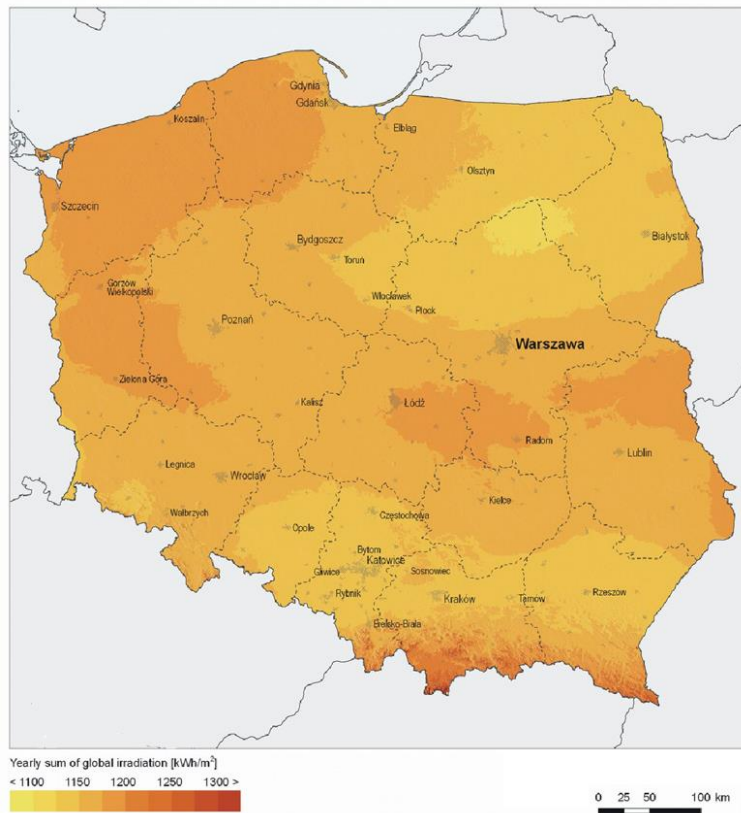 Gdynia
Gdańsk
Koszalin
Elbląg
Olsztyn
Szczecin
Białystok
Bydgoszcz
Toruń
Gorzów
Wielkopolski
Włocławek
Płock
Poznań
Warszawa
Zielona Góra
Kalisz
Łódź
Radom
Lublin
Legnica
Wrocław
Kielce
Wałbrzych
Częstochowa
Opole
Bytom
Katowice
Gliwice
Sosnowiec
Rybnik
Kraków
Tarnów
Rzeszow
Bielsko-Biała
Yearly sum of global irradiation [kWh/m²]
< 1100 1150 1200 1250 1300 >
0 25 50 100 km